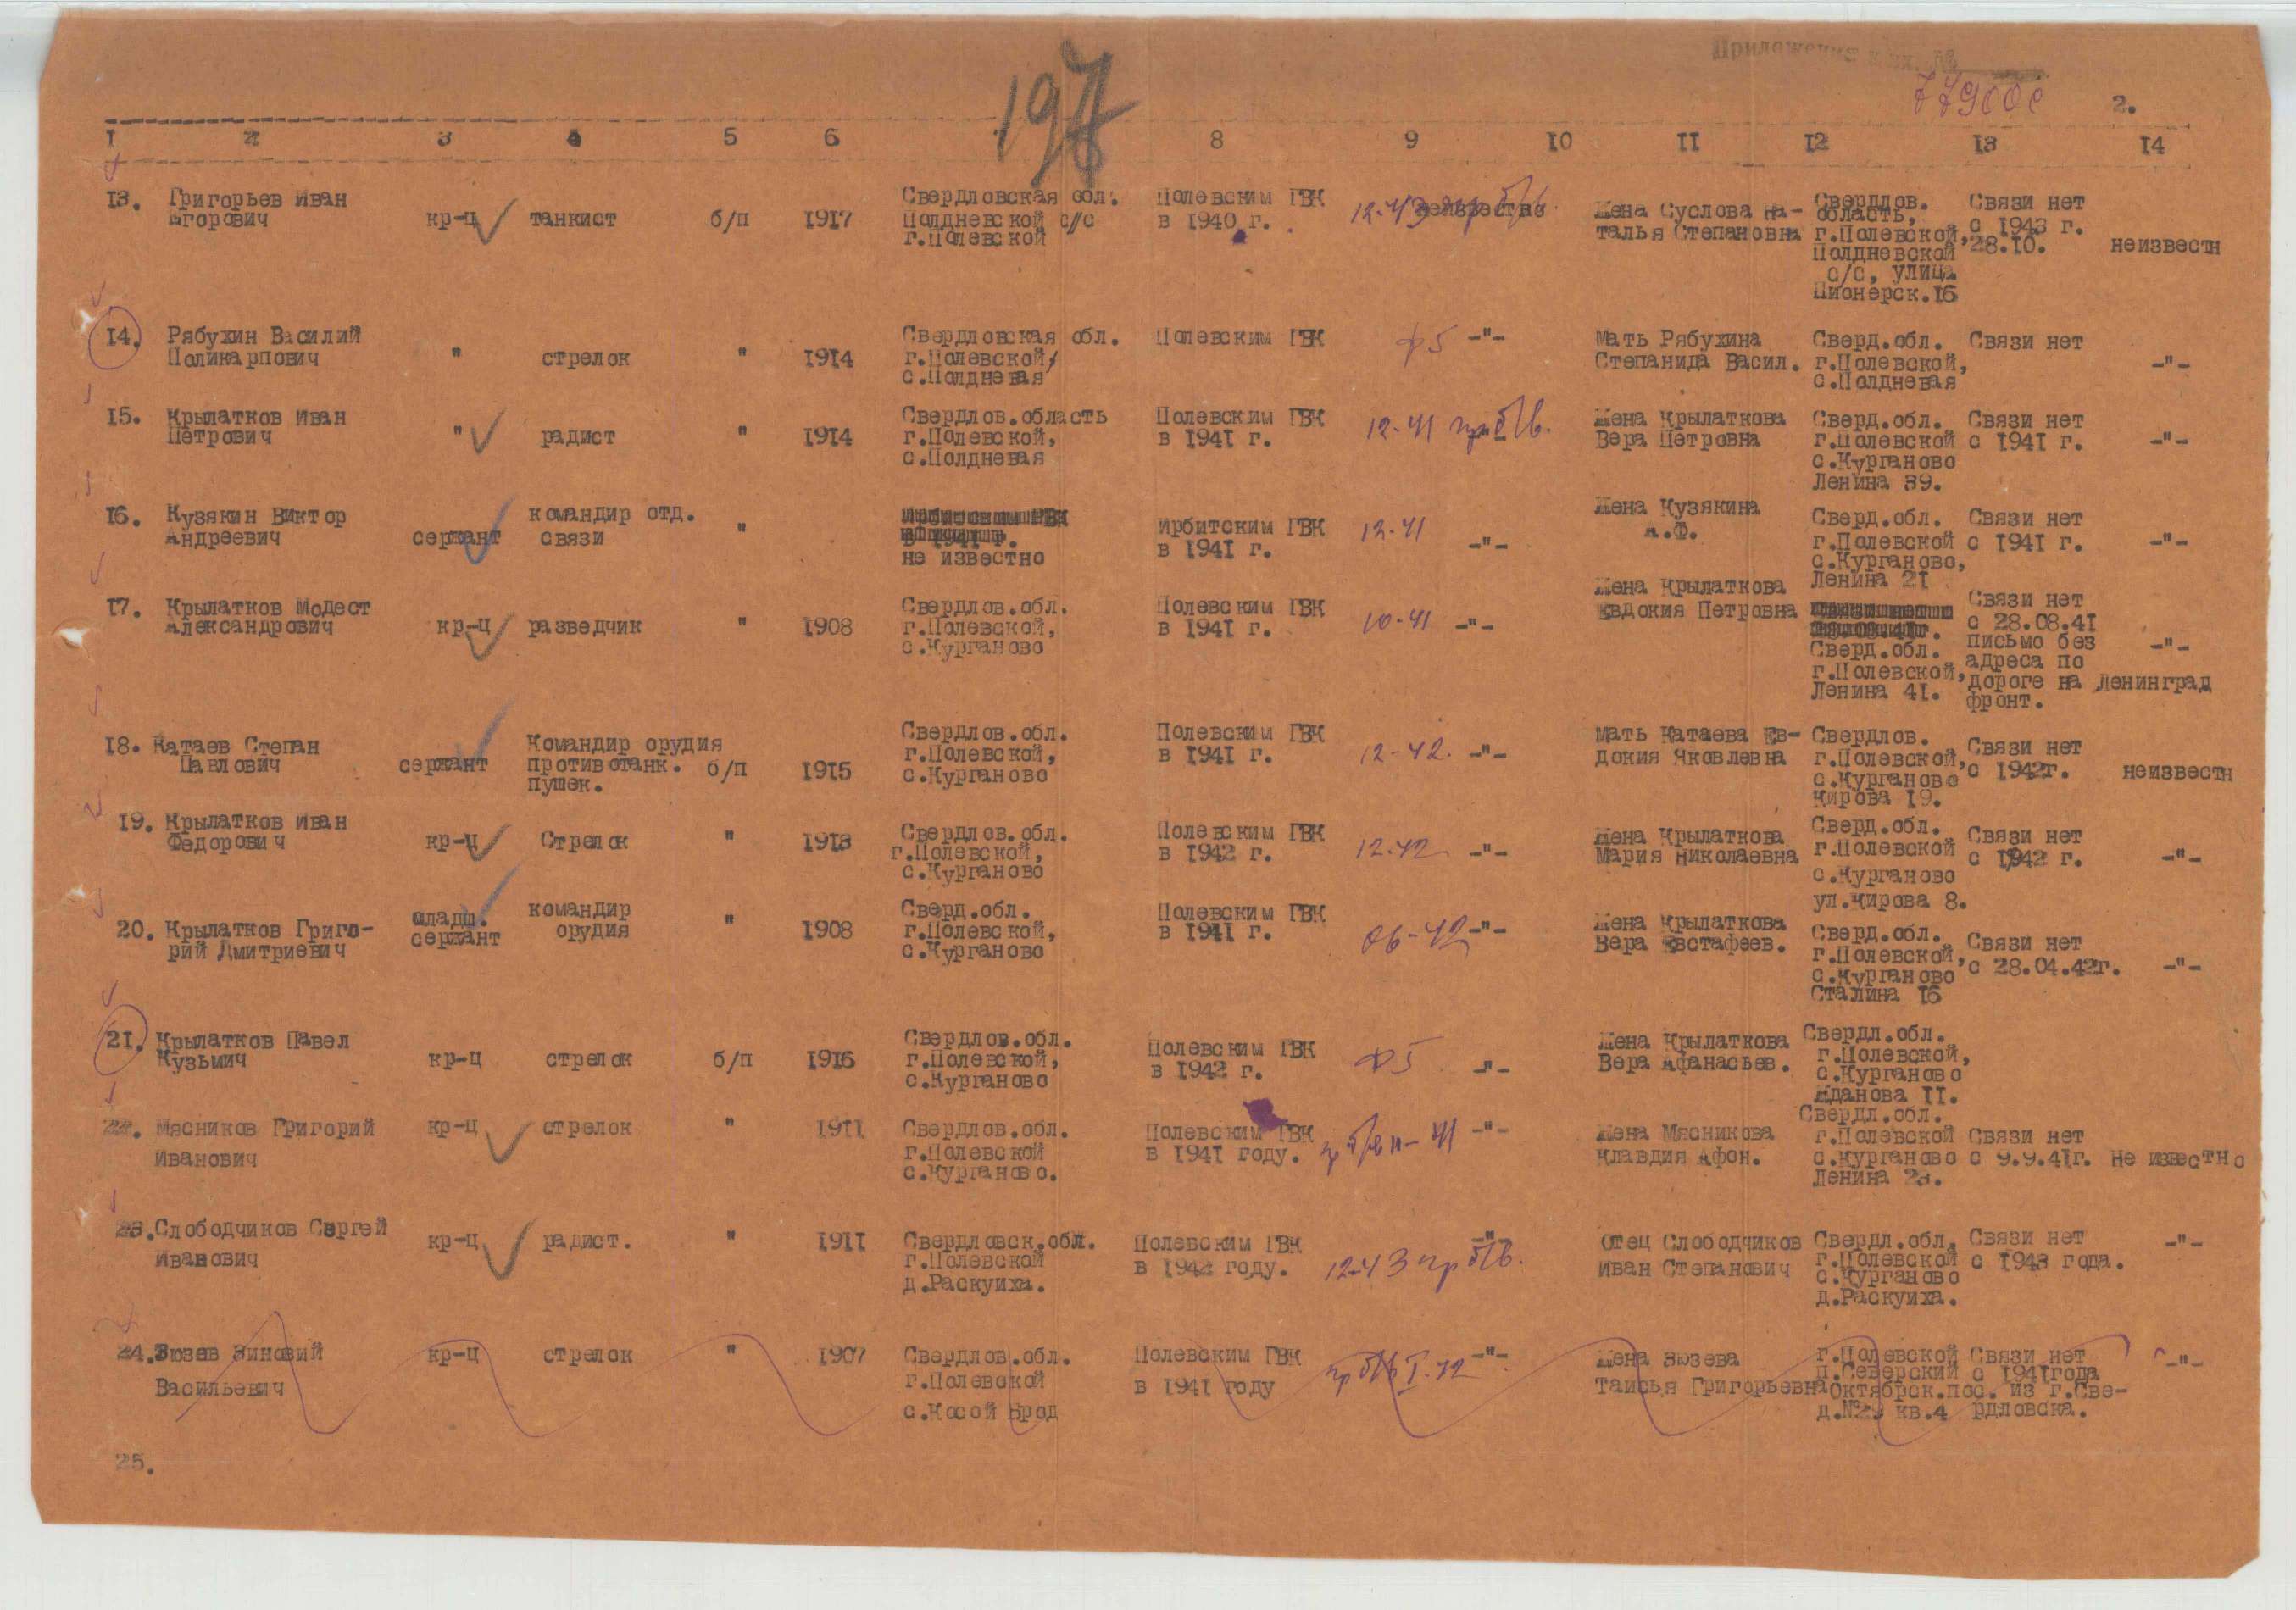 Приложение к вх. №
77900с
197
2.
1 2 3 4 5 6 7 8 9 10 11 12 13 14
13. Григорьев Иван Егорович кр-ц танкист б/п 1917 Свердловская обл. Полдневской с/с г.Полевской Полевским ГВК в 1940 г. 12-43 неизвестно Жена Суслова На- талья Степановна Свердлов. область, г.Полевской, Полдневской с/с, улица Пионерск.16 Связи нет с 1943 г. 28.10. неизвестн
14. Рябухин Василий Поликарпович " стрелок " 1914 Свердловская обл. г.Полевской, с.Полдневая Полевским ГВК ф5 -"- Мать Рябухина Степанида Васил. Сверд.обл. г.Полевской, с.Полдневая Связи нет -"-
15. Крылатков Иван Петрович " радист " 1914 Свердлов.область г.Полевской, с.Полдневая Полевским ГВК в 1941 г. 12-41 пр б/в. Жена Крылаткова Вера Петровна Сверд.обл. г.Полевской с.Курганово Ленина 39. Связи нет с 1941 г. -"-
16. Кузякин Виктор Андреевич сержант командир отд. связи " не известно Ирбитским ГВК в 1941 г. 12-41 -"- Жена Кузякина А.Ф. Сверд.обл. г.Полевской с.Курганово, Ленина 21 Связи нет с 1941 г. -"-
17. Крылатков Модест Александрович кр-ц разведчик " 1908 Свердлов.обл. г.Полевской, с.Курганово Полевским ГВК в 1941 г. 10-41 -"- Жена Крылаткова Евдокия Петровна Сверд.обл. г.Полевской, Ленина 41. Связи нет с 28.08.41 письмо без адреса по дороге на Ленинград фронт. -"-
18. Катаев Степан Павлович сержант Командир орудия противотанк. пушек. б/п 1915 Свердлов.обл. г.Полевской, с.Курганово Полевским ГВК в 1941 г. 12-42. -"- Мать Катаева Ев- докия Яковлевна Свердлов. г.Полевской, с.Курганово Кирова 19. Связи нет с 1942г. неизвестн
19. Крылатков Иван Федорович кр-ц Стрелок " 1913 Свердлов.обл. г.Полевской, с.Курганово Полевским ГВК в 1942 г. 12-42 -"- Жена Крылаткова Мария Николаевна Сверд.обл. г.Полевской с.Курганово ул.Кирова 8. Связи нет с 1942 г. -"-
20. Крылатков Григо- рий Дмитриевич младш. сержант командир орудия " 1908 Сверд.обл. г.Полевской, с.Курганово Полевским ГВК в 1941 г. 06-42 -"- Жена Крылаткова Вера Евстафеев. Сверд.обл. г.Полевской, с.Курганово Сталина 16 Связи нет с 28.04.42г. -"-
21. Крылатков Павел Кузьмич кр-ц стрелок б/п 1916 Свердлов.обл. г.Полевской, с.Курганово Полевским ГВК в 1942 г. ф5 -"- Жена Крылаткова Вера Афанасьев. Свердл.обл. г.Полевской, с.Курганово Жданова 11.
22. Мясников Григорий Иванович кр-ц стрелок " 1911 Свердлов.обл. г.Полевской с.Курганово. Полевским ГВК в 1941 году. пр б/в 11-41 -"- Жена Мясникова Клавдия Афон. Свердл.обл. г.Полевской с.Курганово Ленина 23. Связи нет с 9.9.41г. Не известно
23. Слободчиков Сергей Иванович кр-ц радист. " 1911 Свердловск.обл. г.Полевской д.Раскуиха. Полевским ГВК в 1942 году. 12-43 пр б/в. -"- Отец Слободчиков Иван Степанович Свердл.обл, г.Полевской с.Курганово д.Раскуиха. Связи нет с 1943 года. -"-
24. Зюзев Зиновий Васильевич кр-ц стрелок " 1907 Свердлов.обл. г.Полевской с.Косой Брод Полевским ГВК в 1941 году пр б/в I-42 -"- Жена Зюзева Таисья Григорьевна г.Полевской п.Северский Октябрск.пос. д.№29 кв.4 Связи нет с 1941года из г.Све- рдловска. -"-
25.